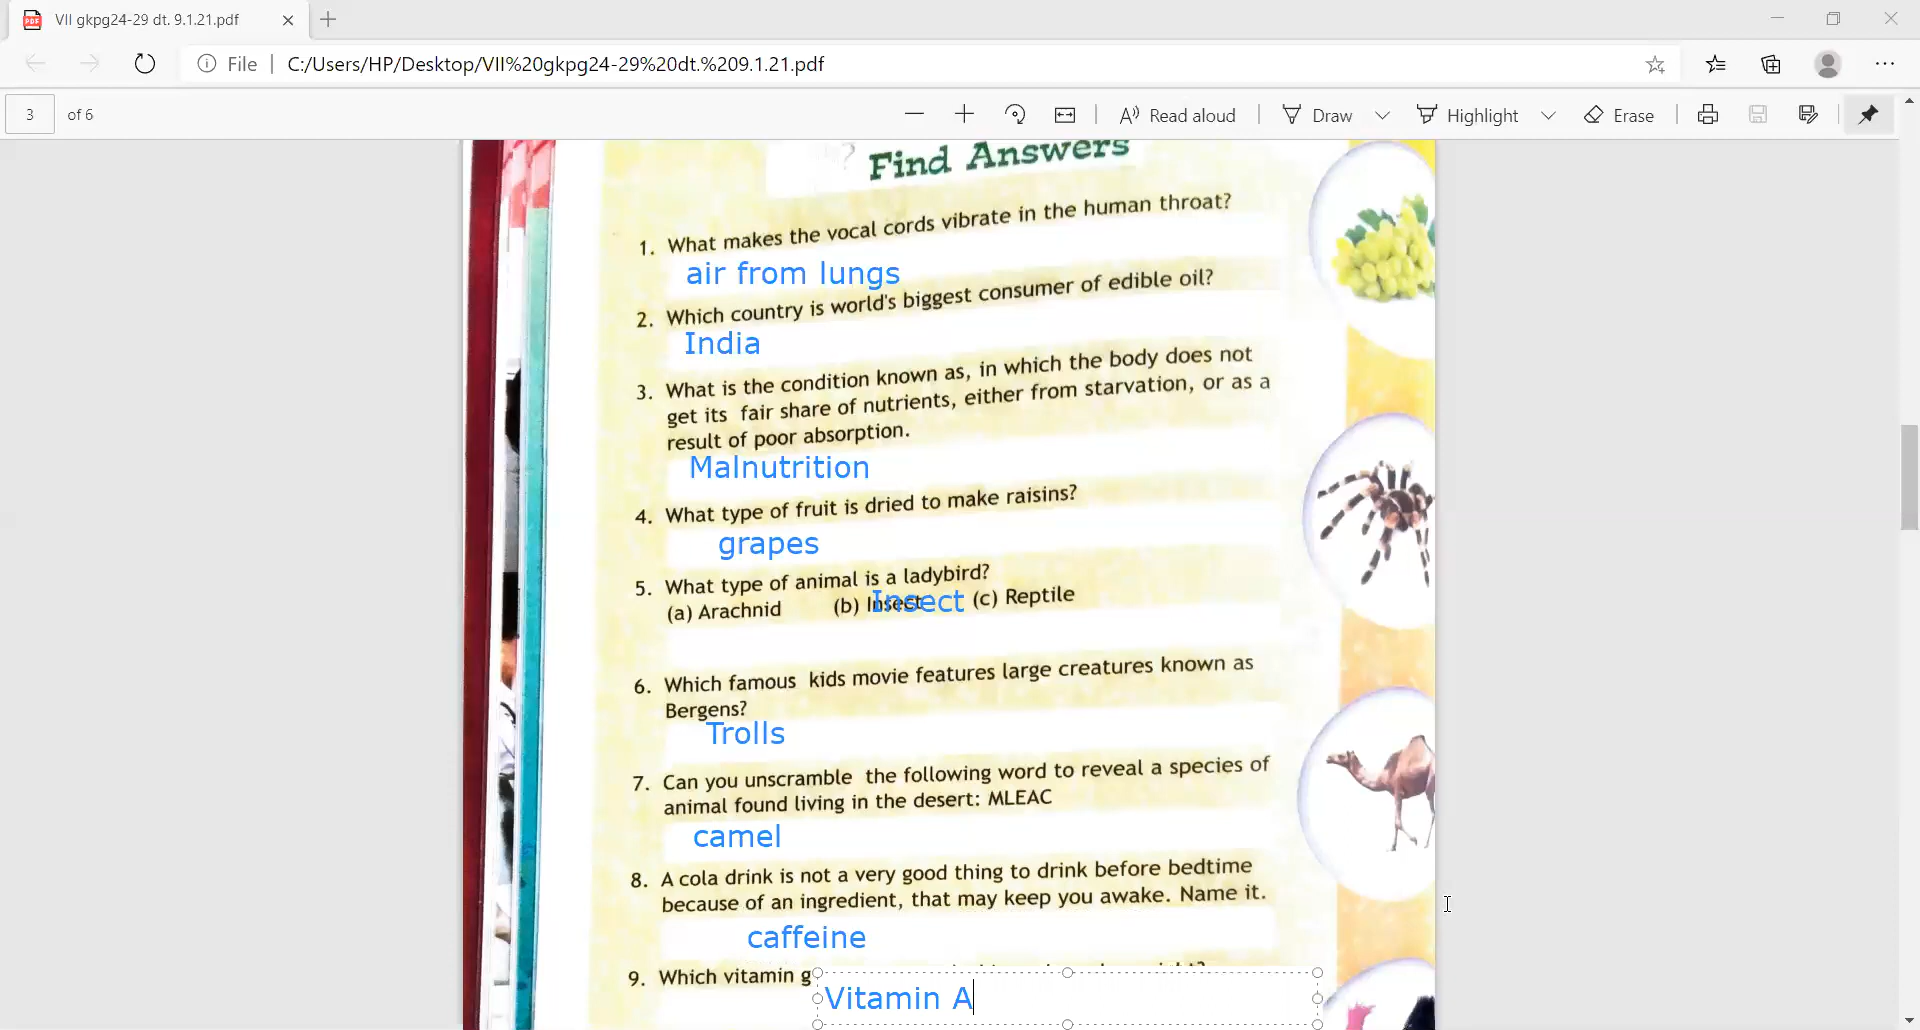 VII gkpg24-29 dt. 9.1.21.pdf
File | C:/Users/HP/Desktop/VII%20gkpg24-29%20dt.%209.1.21.pdf
3 of 6 Read aloud Draw Highlight Erase
Find Answers
1. What makes the vocal cords vibrate in the human throat?
air from lungs
2. Which country is world's biggest consumer of edible oil?
India
3. What is the condition known as, in which the body does not
get its fair share of nutrients, either from starvation, or as a
result of poor absorption.
Malnutrition
4. What type of fruit is dried to make raisins?
grapes
5. What type of animal is a ladybird?
(a) Arachnid (b) Insect (c) Reptile
Insect
6. Which famous kids movie features large creatures known as
Bergens?
Trolls
7. Can you unscramble the following word to reveal a species of
animal found living in the desert: MLEAC
camel
8. A cola drink is not a very good thing to drink before bedtime
because of an ingredient, that may keep you awake. Name it.
caffeine
9. Which vitamin g
Vitamin A